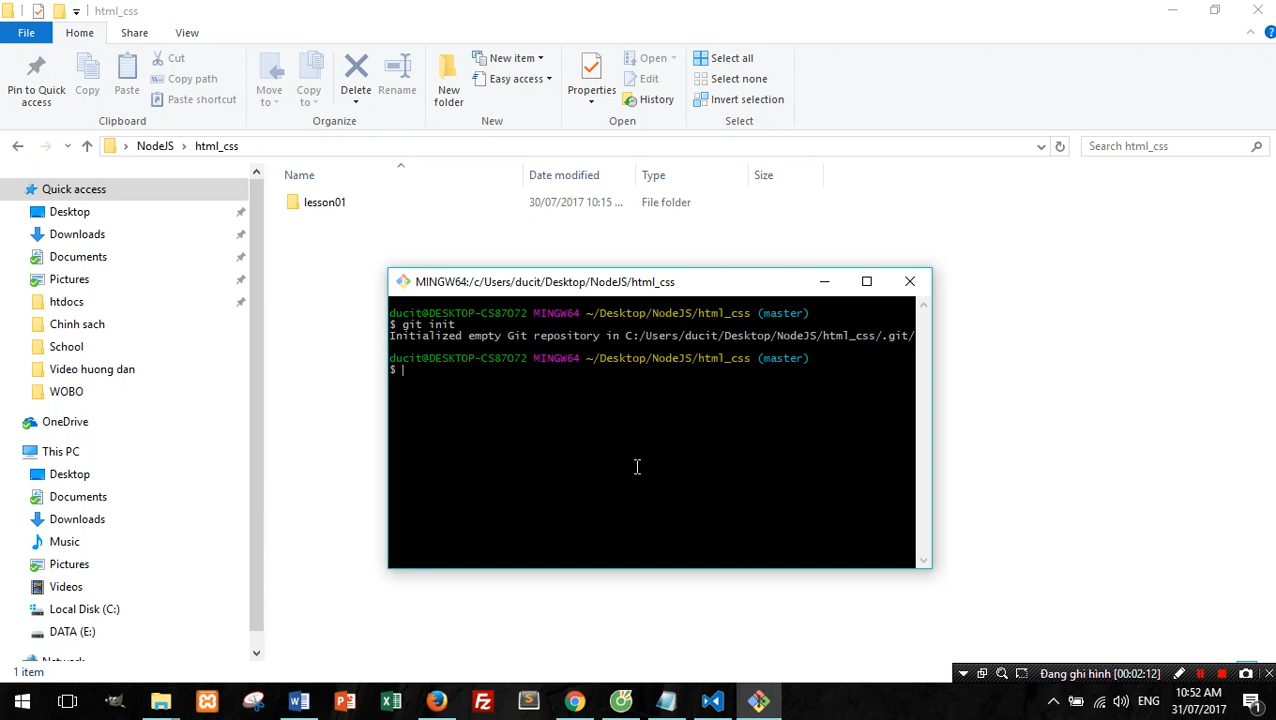 html_css
File
Home
Share
View
Pin to Quick access
Copy
Paste
Cut
Copy path
Paste shortcut
Clipboard
Move to
Copy to
Delete
Rename
Organize
New folder
New item
Easy access
New
Properties
Open
Edit
History
Open
Select all
Select none
Invert selection
Select
NodeJS
html_css
Search html_css
Name
Date modified
Type
Size
lesson01
30/07/2017 10:15 ...
File folder
Quick access
Desktop
Downloads
Documents
Pictures
htdocs
Chinh sach
School
Video huong dan
WOBO
OneDrive
This PC
Desktop
Documents
Downloads
Music
Pictures
Videos
Local Disk (C:)
DATA (E:)
Network
1 item
MINGW64:/c/Users/ducit/Desktop/NodeJS/html_css
ducit@DESKTOP-CS87O72 MINGW64 ~/Desktop/NodeJS/html_css (master)
$ git init
Initialized empty Git repository in C:/Users/ducit/Desktop/NodeJS/html_css/.git/
ducit@DESKTOP-CS87O72 MINGW64 ~/Desktop/NodeJS/html_css (master)
$
Đang ghi hình [00:02:12]
ENG
10:52 AM
31/07/2017